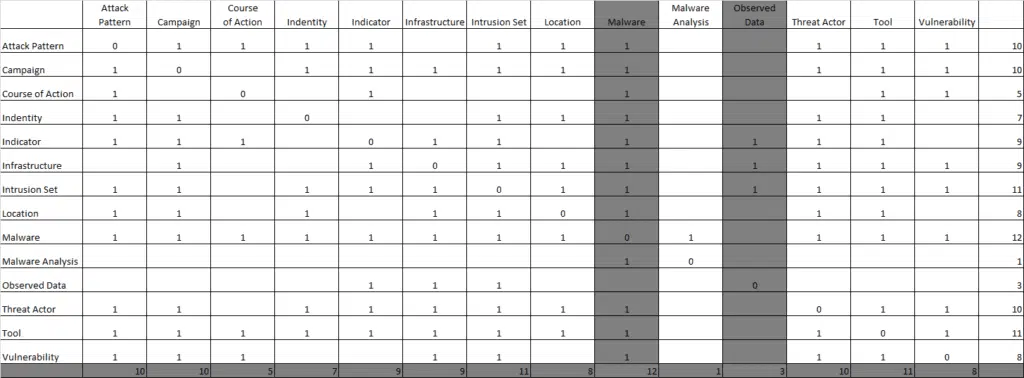 Attack Pattern Campaign Course of Action Indentity Indicator Infrastructure Intrusion Set Location Malware Malware Analysis Observed Data Threat Actor Tool Vulnerability
Attack Pattern 0 1 1 1 1 1 1 1 1 1 1 10
Campaign 1 0 1 1 1 1 1 1 1 1 1 10
Course of Action 1 0 1 1 1 1 5
Indentity 1 1 0 1 1 1 1 1 7
Indicator 1 1 1 0 1 1 1 1 1 1 9
Infrastructure 1 1 0 1 1 1 1 1 1 1 9
Intrusion Set 1 1 1 1 1 0 1 1 1 1 1 1 11
Location 1 1 1 1 1 0 1 1 1 8
Malware 1 1 1 1 1 1 1 1 0 1 1 1 1 12
Malware Analysis 1 0 1
Observed Data 1 1 1 0 3
Threat Actor 1 1 1 1 1 1 1 1 0 1 1 10
Tool 1 1 1 1 1 1 1 1 1 1 0 1 11
Vulnerability 1 1 1 1 1 1 1 1 0 8
10 10 5 7 9 9 11 8 12 1 3 10 11 8